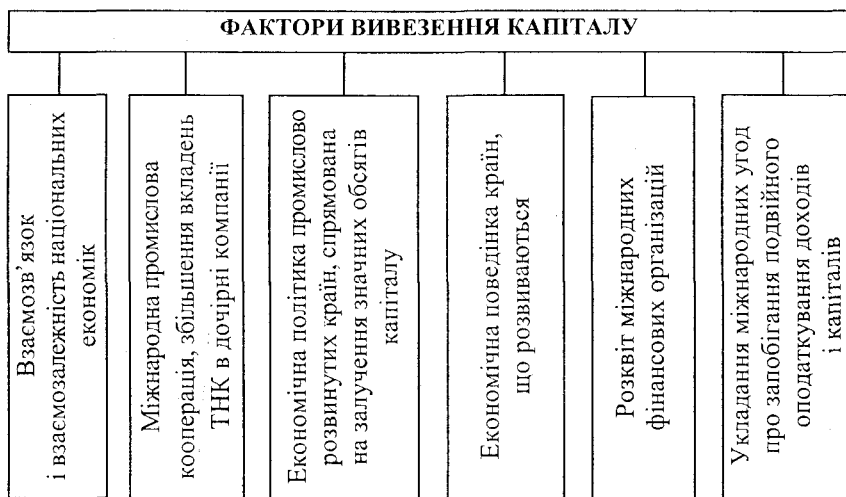 ФАКТОРИ ВИВЕЗЕННЯ КАПІТАЛУ
Взаємозв'язок
і взаємозалежність національних
економік
Міжнародна промислова
кооперація, збільшення вкладень
ТНК в дочірні компанії
Економічна політика промислово
розвинутих країн, спрямована
на залучення значних обсягів
капіталу
Економічна поведінка країн,
що розвиваються
Розквіт міжнародних
фінансових організацій
Укладання міжнародних угод
про запобігання подвійного
оподаткування доходів
і капіталів